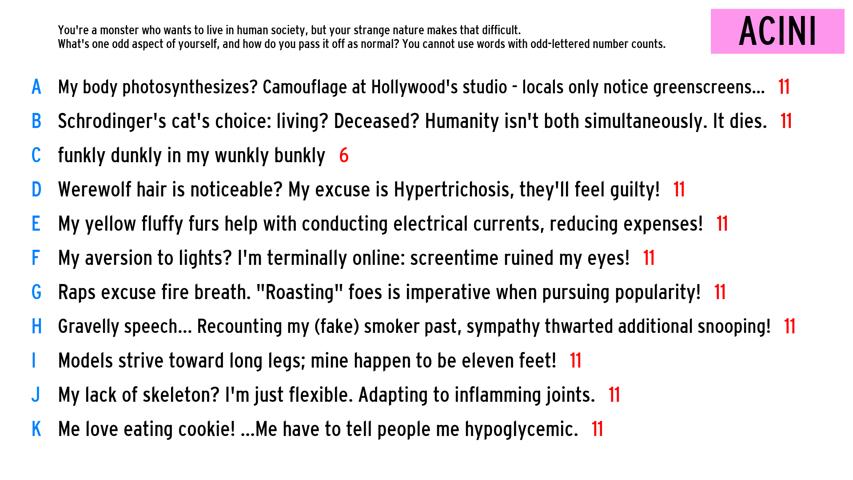 You're a monster who wants to live in human society, but your strange nature makes that difficult.
What's one odd aspect of yourself, and how do you pass it off as normal? You cannot use words with odd-lettered number counts.
ACINI
A My body photosynthesizes? Camouflage at Hollywood's studio - locals only notice greenscreens... 11
B Schrodinger's cat's choice: living? Deceased? Humanity isn't both simultaneously. It dies. 11
C funkly dunkly in my wunkly bunkly 6
D Werewolf hair is noticeable? My excuse is Hypertrichosis, they'll feel guilty! 11
E My yellow fluffy furs help with conducting electrical currents, reducing expenses! 11
F My aversion to lights? I'm terminally online: screentime ruined my eyes! 11
G Raps excuse fire breath. "Roasting" foes is imperative when pursuing popularity! 11
H Gravelly speech... Recounting my (fake) smoker past, sympathy thwarted additional snooping! 11
I Models strive toward long legs; mine happen to be eleven feet! 11
J My lack of skeleton? I'm just flexible. Adapting to inflamming joints. 11
K Me love eating cookie! ...Me have to tell people me hypoglycemic. 11